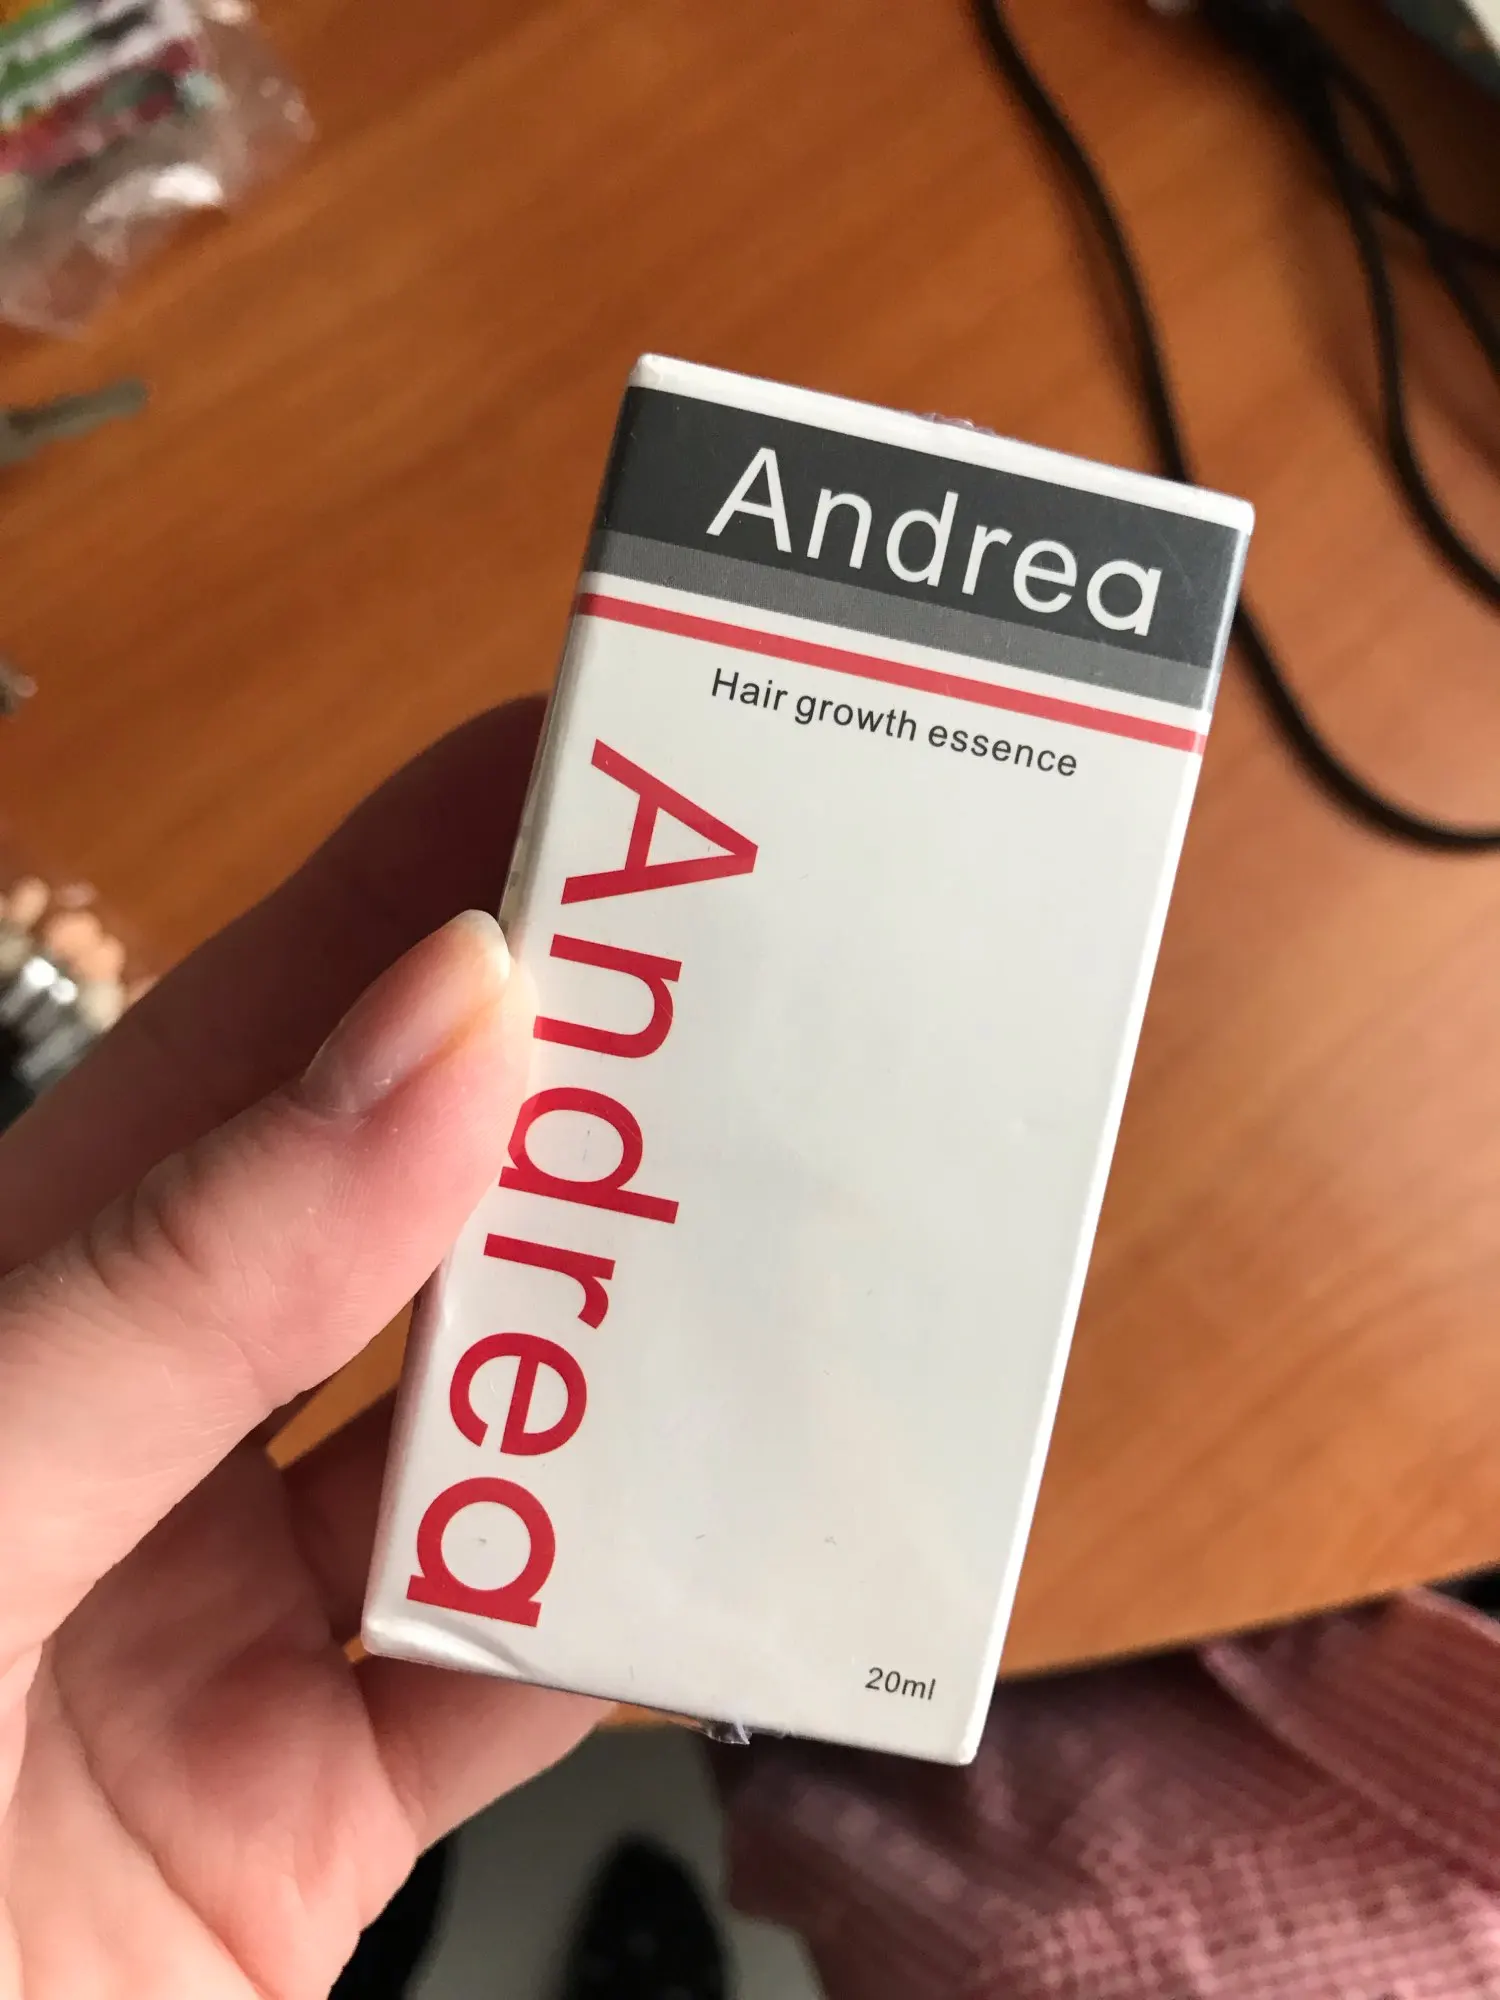 Andrea
Hair growth essence
Andrea
20ml